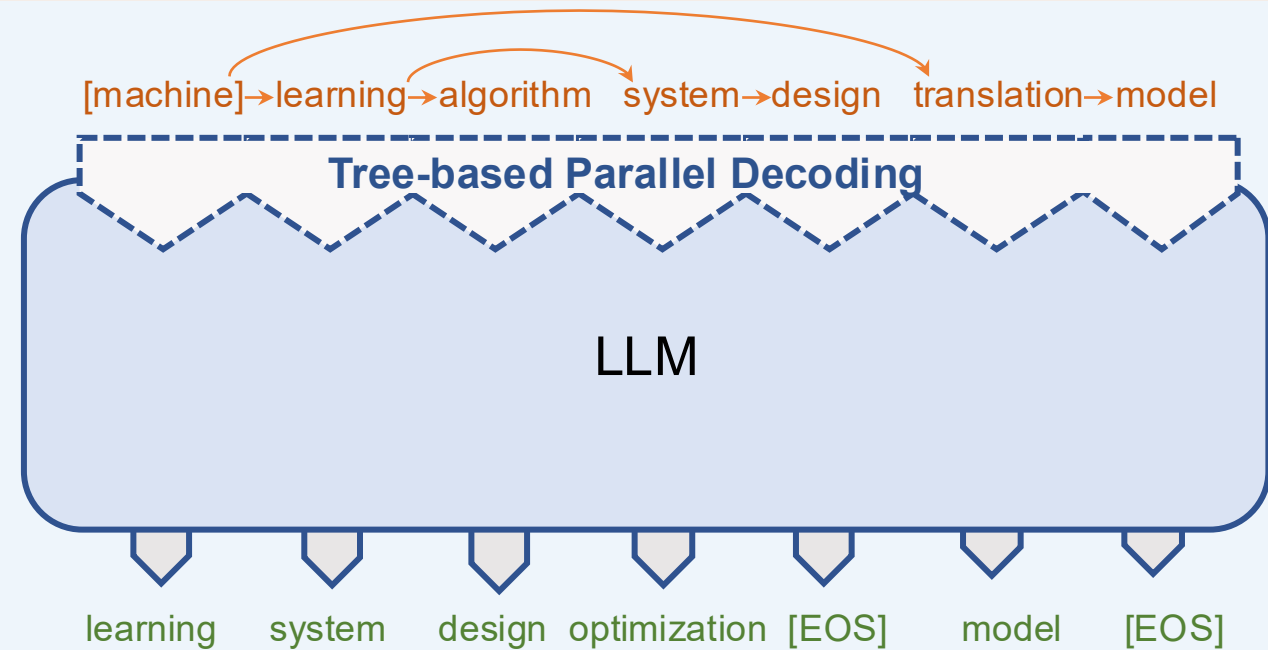 [machine]→learning→algorithm system→design translation→model
Tree-based Parallel Decoding
LLM
learning system design optimization [EOS] model [EOS]